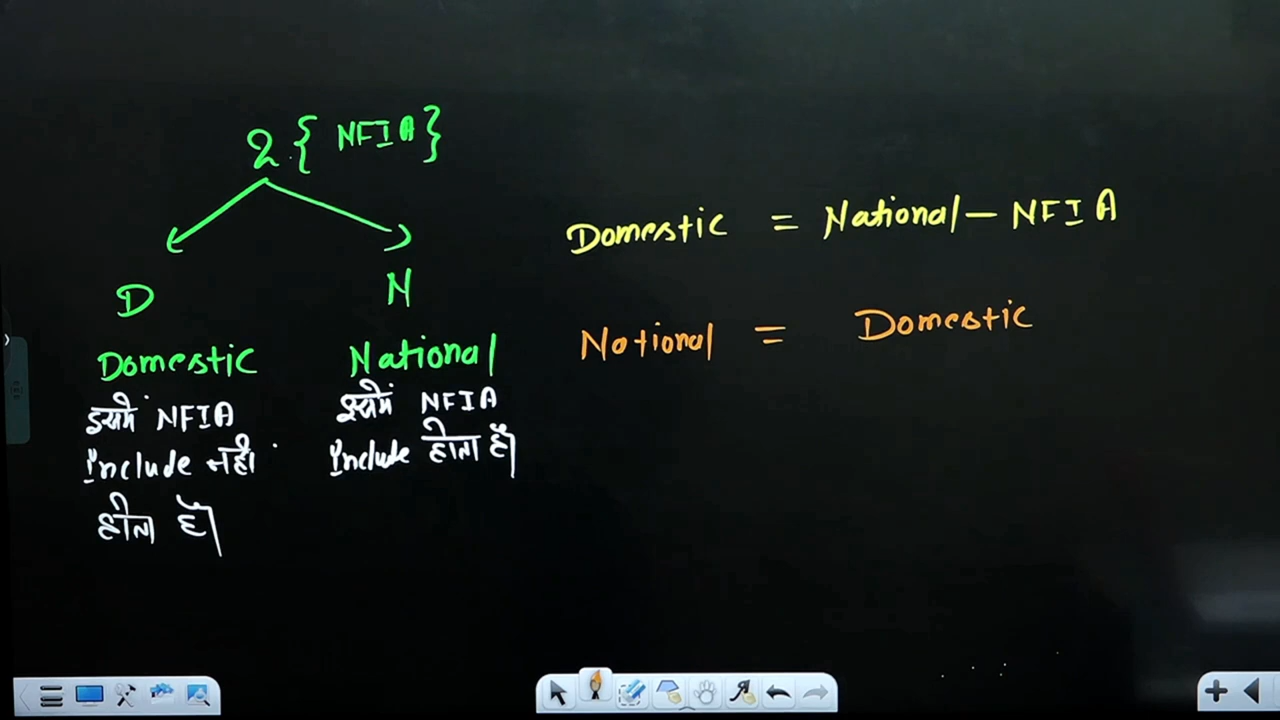 2 { NFIA }
D
N
Domestic
National
इसमें NFIA
include नही
होता है।
इसमें NFIA
include होता है।
Domestic = National - NFIA
National = Domestic